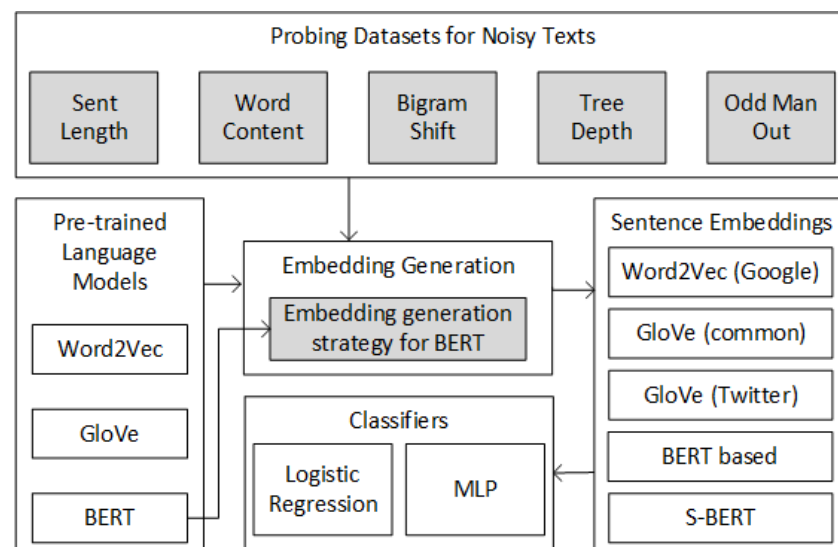 Probing Datasets for Noisy Texts
Sent
Length
Word
Content
Bigram
Shift
Tree
Depth
Odd Man
Out
Pre-trained
Language
Models
Word2Vec
GloVe
BERT
Embedding Generation
Embedding generation
strategy for BERT
Classifiers
Logistic
Regression
MLP
Sentence Embeddings
Word2Vec (Google)
GloVe (common)
GloVe (Twitter)
BERT based
S-BERT